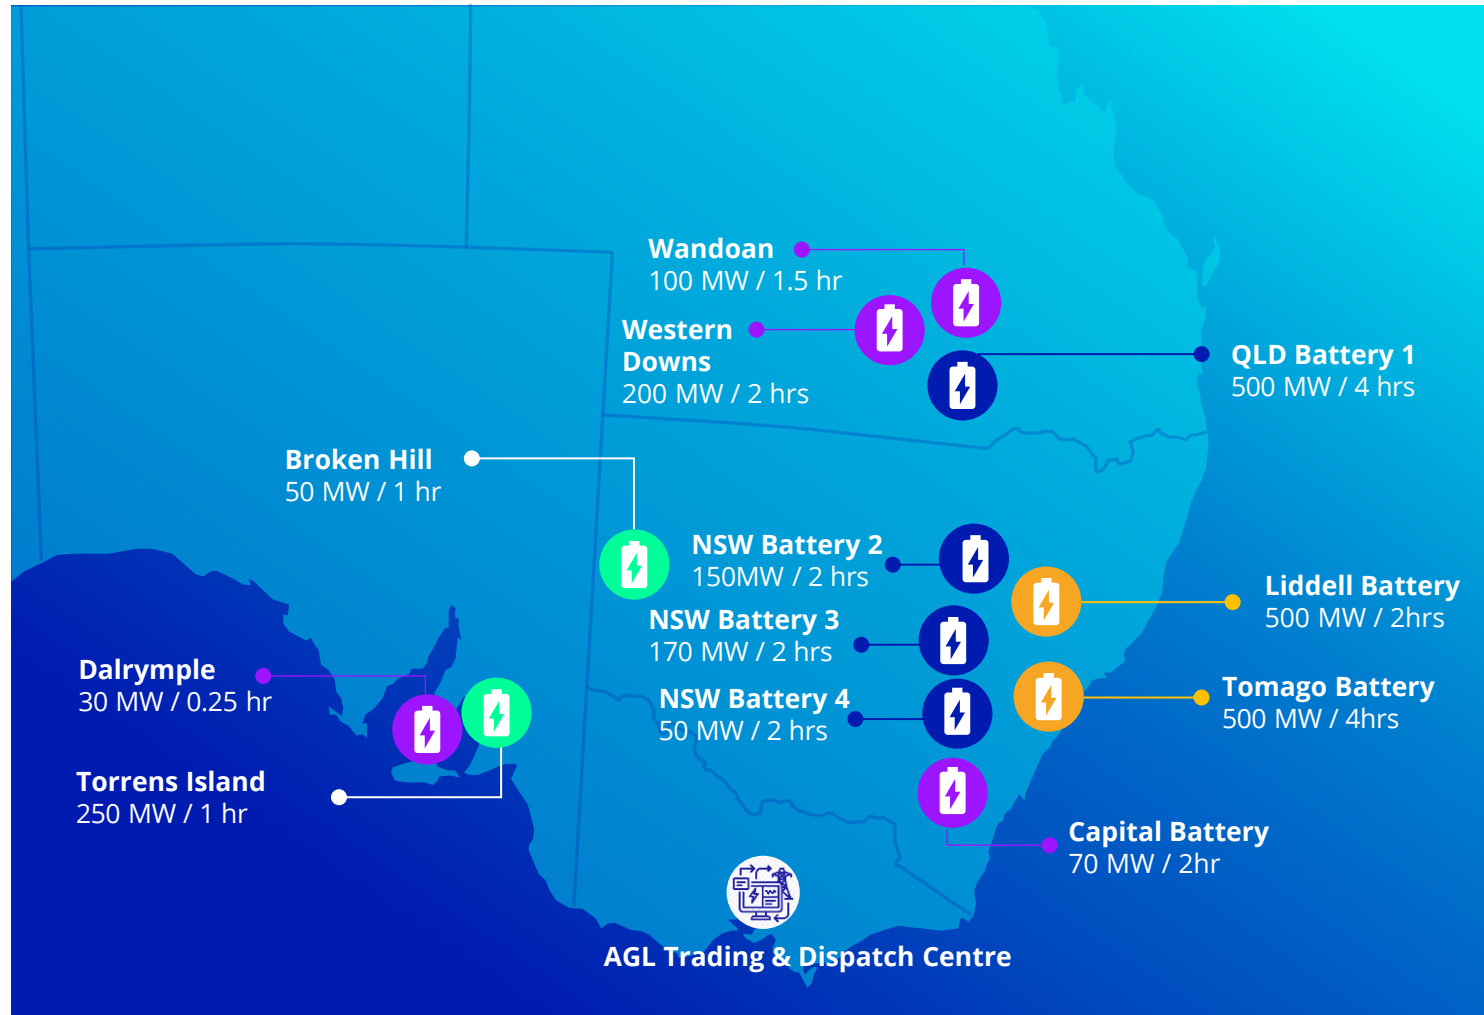 Wandoan
100 MW / 1.5 hr
Western
Downs
200 MW / 2 hrs
QLD Battery 1
500 MW / 4 hrs
Broken Hill
50 MW / 1 hr
NSW Battery 2
150MW / 2 hrs
Liddell Battery
500 MW / 2hrs
NSW Battery 3
170 MW / 2 hrs
Dalrymple
30 MW / 0.25 hr
NSW Battery 4
50 MW / 2 hrs
Tomago Battery
500 MW / 4hrs
Torrens Island
250 MW / 1 hr
Capital Battery
70 MW / 2hr
AGL Trading & Dispatch Centre